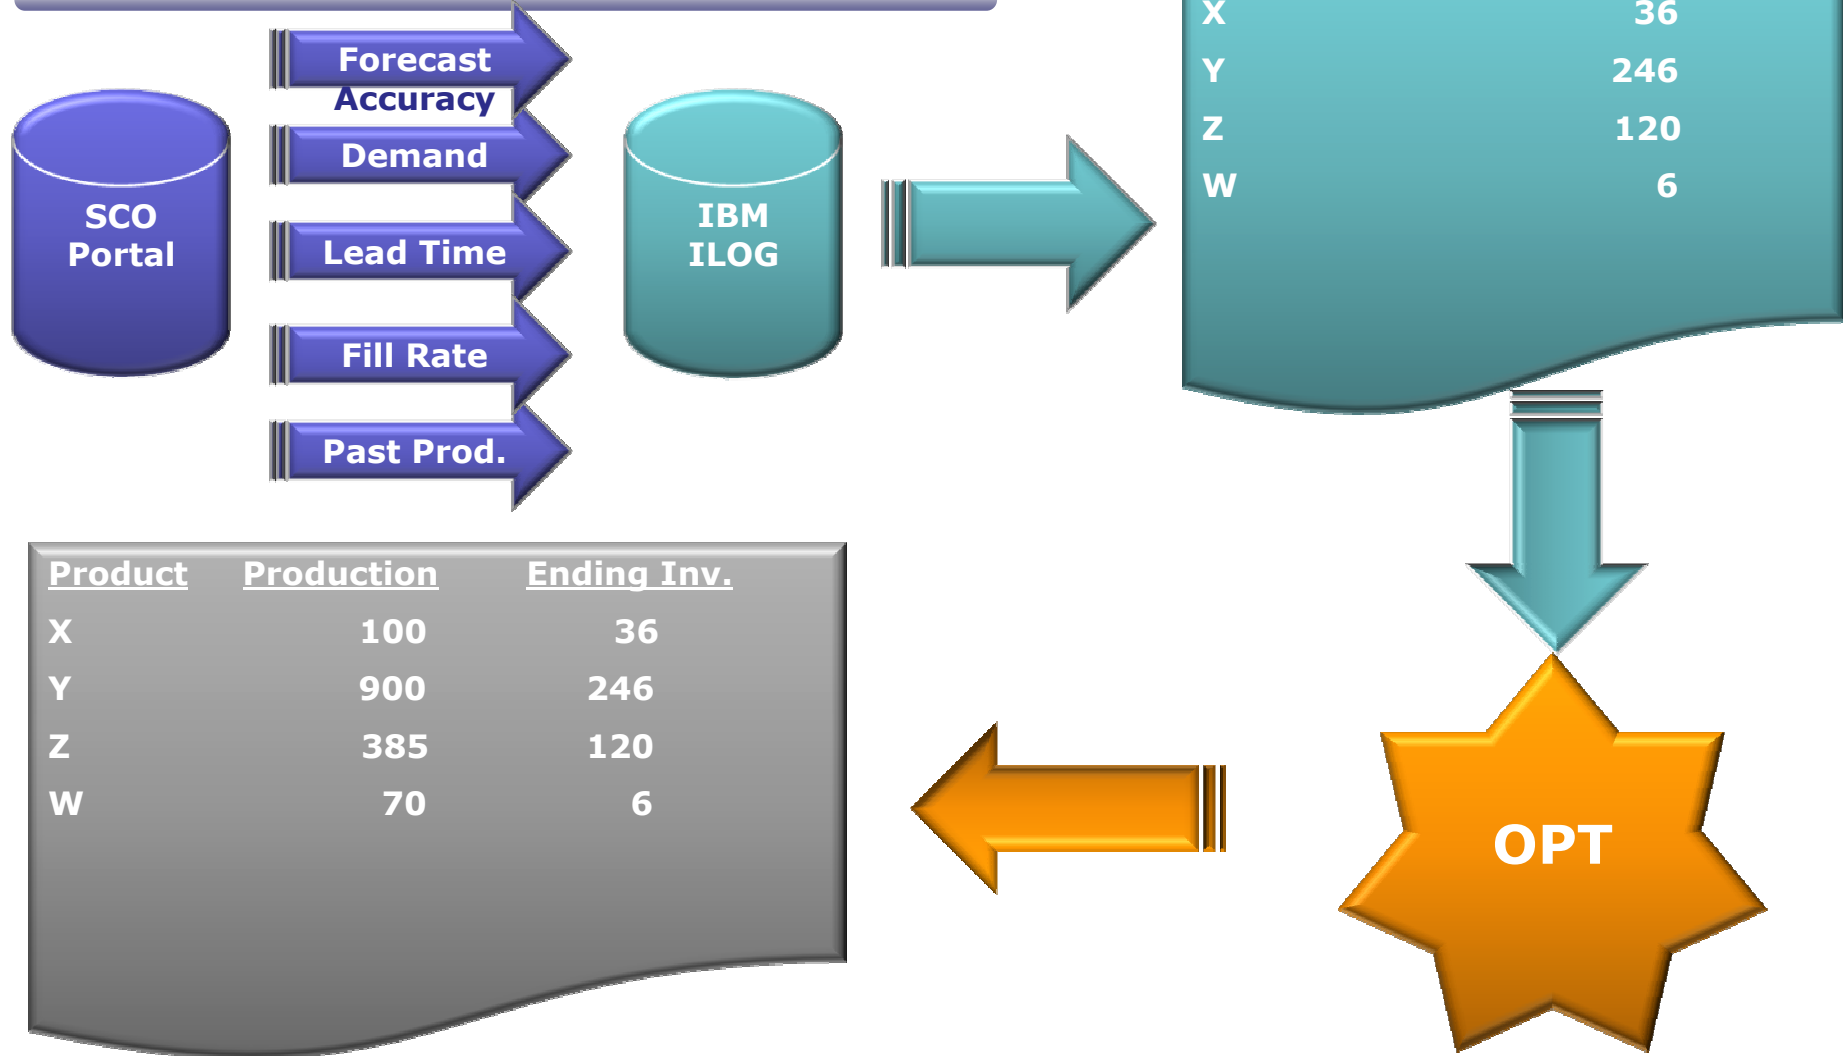 Forecast
Accuracy
Demand
Lead Time
Fill Rate
Past Prod.
SCO
Portal
IBM
ILOG
X 36
Y 246
Z 120
W 6
Product Production Ending Inv.
X 100 36
Y 900 246
Z 385 120
W 70 6
OPT